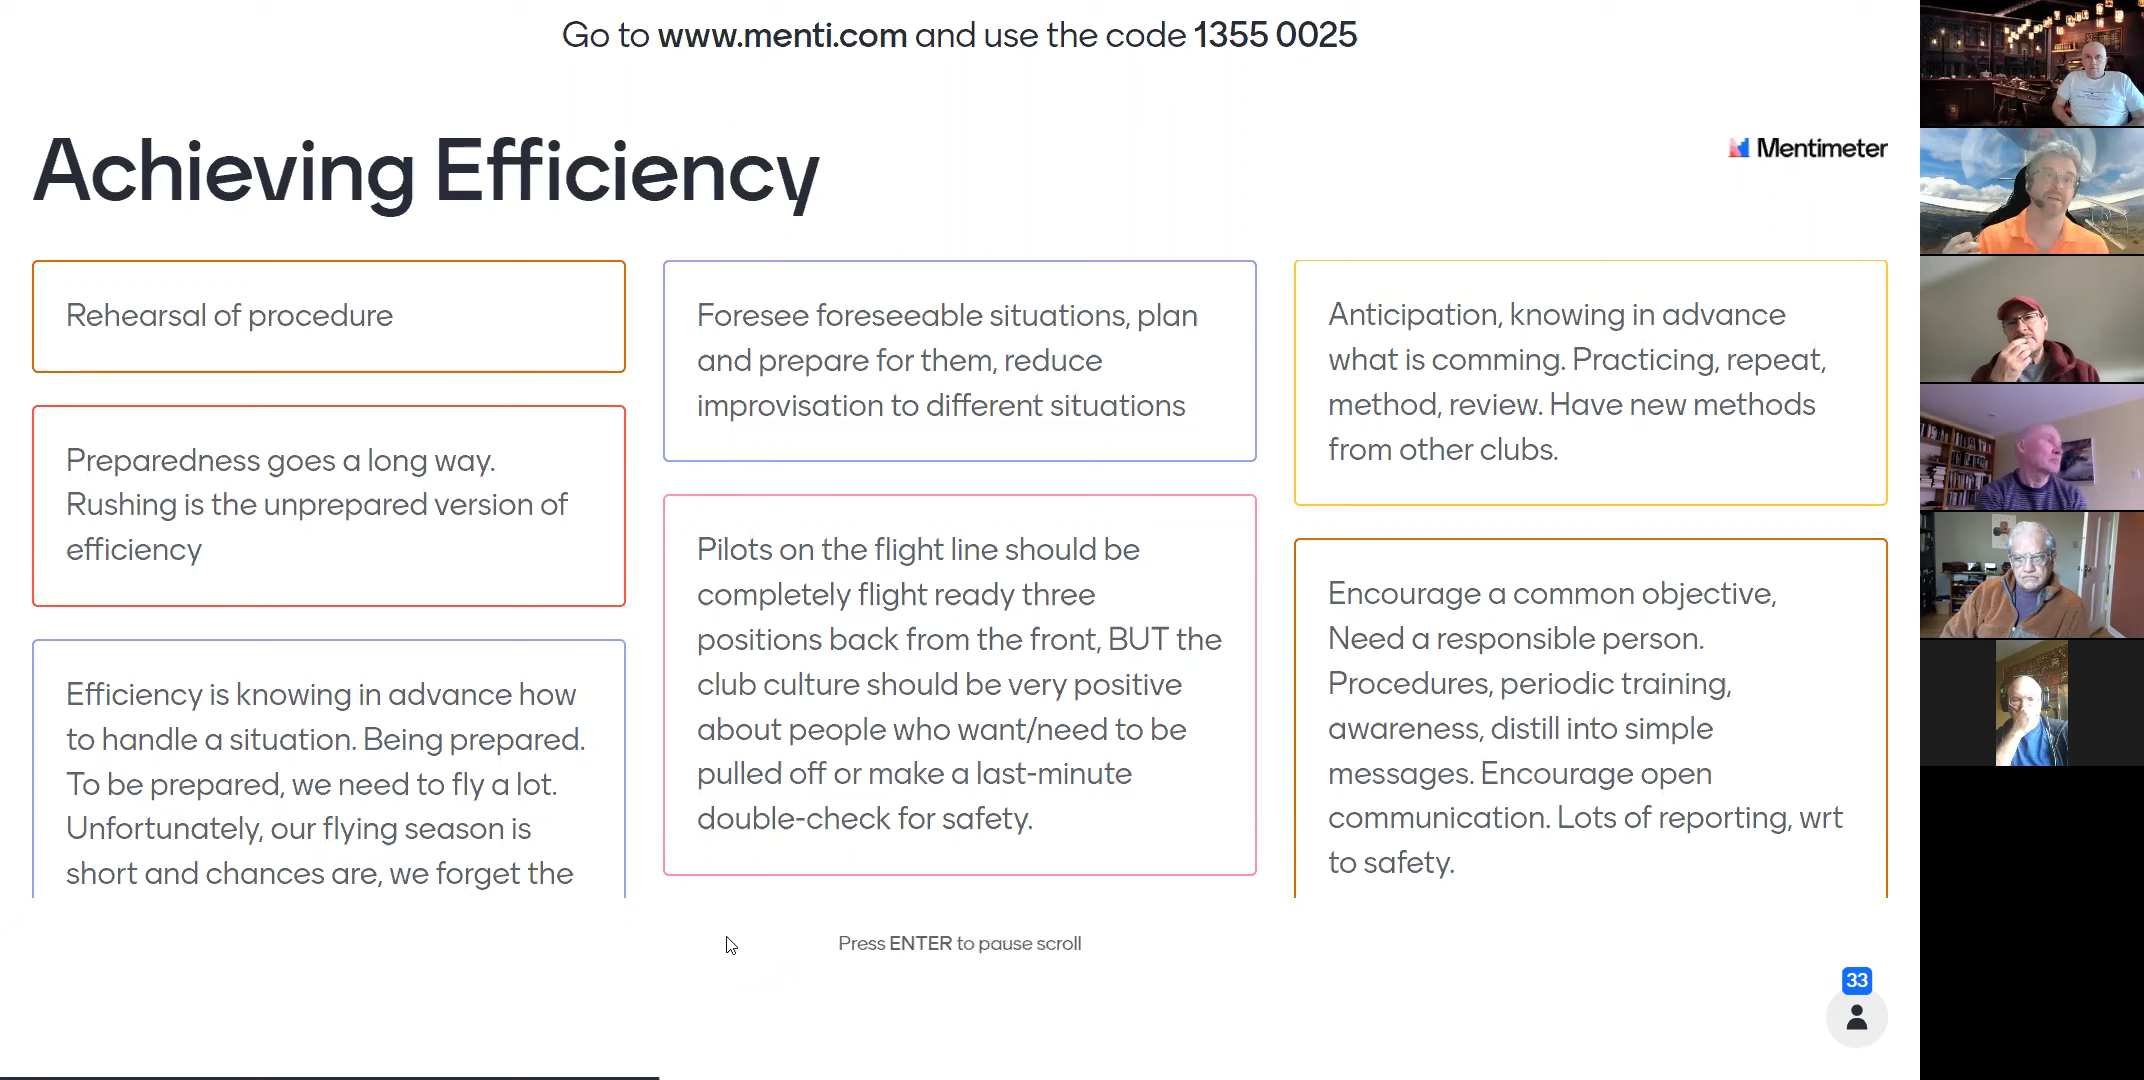 Go to www.menti.com and use the code 1355 0025
Achieving Efficiency
Mentimeter
Rehearsal of procedure
Preparedness goes a long way.
Rushing is the unprepared version of
efficiency
Efficiency is knowing in advance how
to handle a situation. Being prepared.
To be prepared, we need to fly a lot.
Unfortunately, our flying season is
short and chances are, we forget the
Foresee foreseeable situations, plan
and prepare for them, reduce
improvisation to different situations
Pilots on the flight line should be
completely flight ready three
positions back from the front, BUT the
club culture should be very positive
about people who want/need to be
pulled off or make a last-minute
double-check for safety.
Anticipation, knowing in advance
what is comming. Practicing, repeat,
method, review. Have new methods
from other clubs.
Encourage a common objective,
Need a responsible person.
Procedures, periodic training,
awareness, distill into simple
messages. Encourage open
communication. Lots of reporting, wrt
to safety.
Press ENTER to pause scroll
33